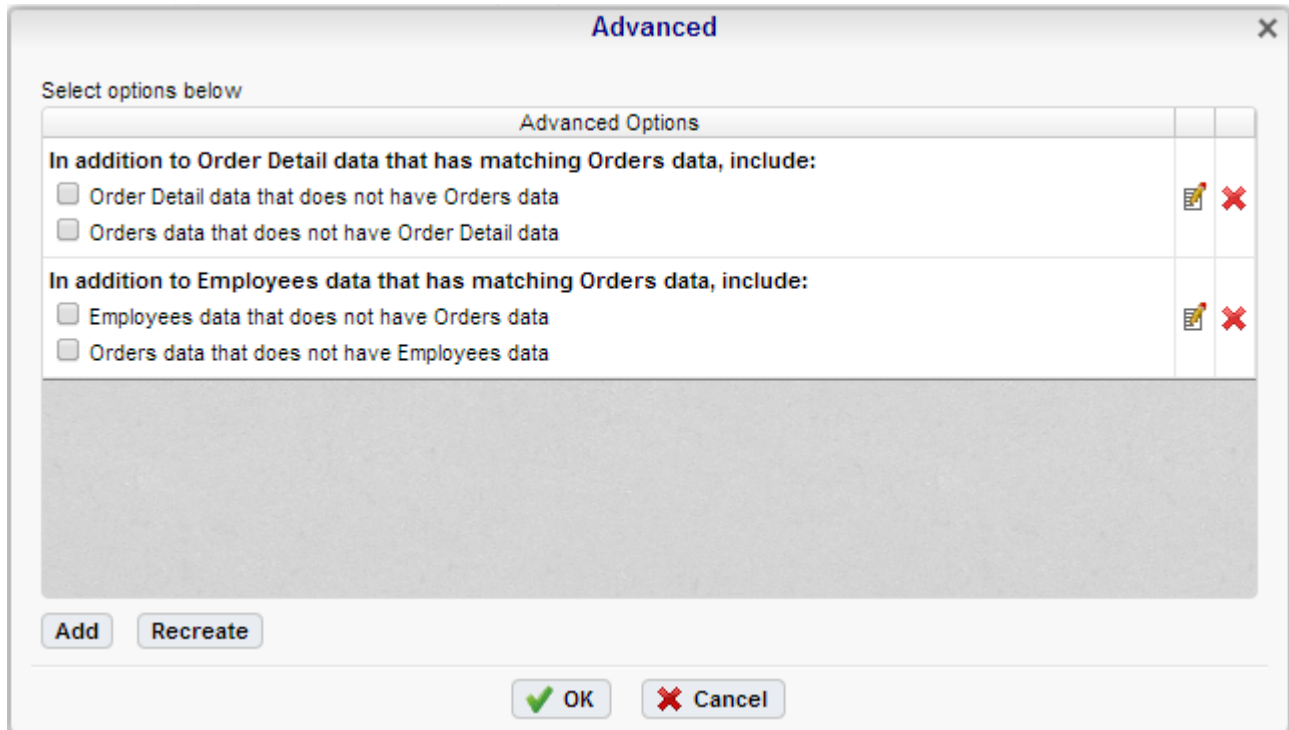 Advanced
Select options below
Advanced Options
In addition to Order Detail data that has matching Orders data, include:
Order Detail data that does not have Orders data
Orders data that does not have Order Detail data
In addition to Employees data that has matching Orders data, include:
Employees data that does not have Orders data
Orders data that does not have Employees data
Add Recreate
OK Cancel